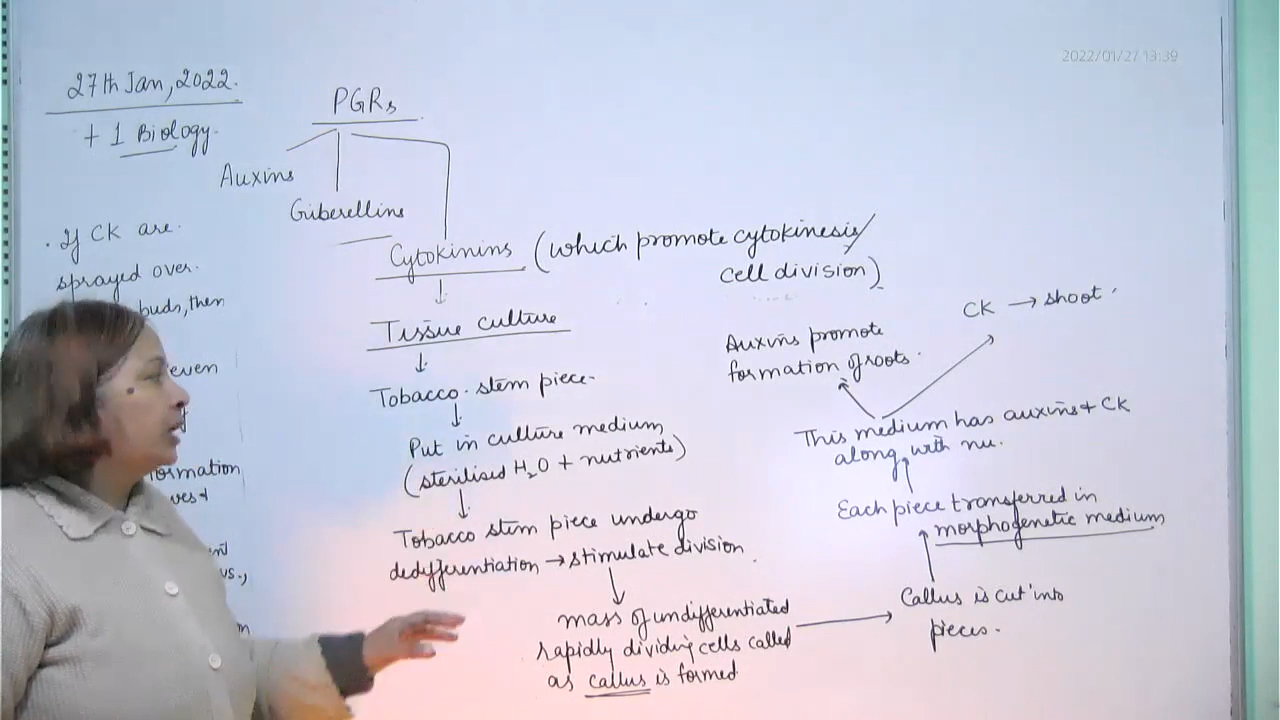 2022/01/27 13:39
27th Jan, 2022.
+1 Biology.
PGRs
Auxins
Giberellins
Cytokinins (which promote cytokinesis/
cell division)
Tissue culture
Tobacco stem piece.
Put in culture medium
(sterilised H2O + nutrients)
Tobacco stem piece undergo
dedifferentiation → stimulate division
mass of undifferentiated
rapidly dividing cells called
as callus is formed
Callus is cut into
pieces.
Each piece transferred in
morphogenetic medium
This medium has auxins + CK
along with nu.
Auxins promote
formation of roots.
CK → shoot.
. If CK are
sprayed over
buds, then
even
ormation
ves +